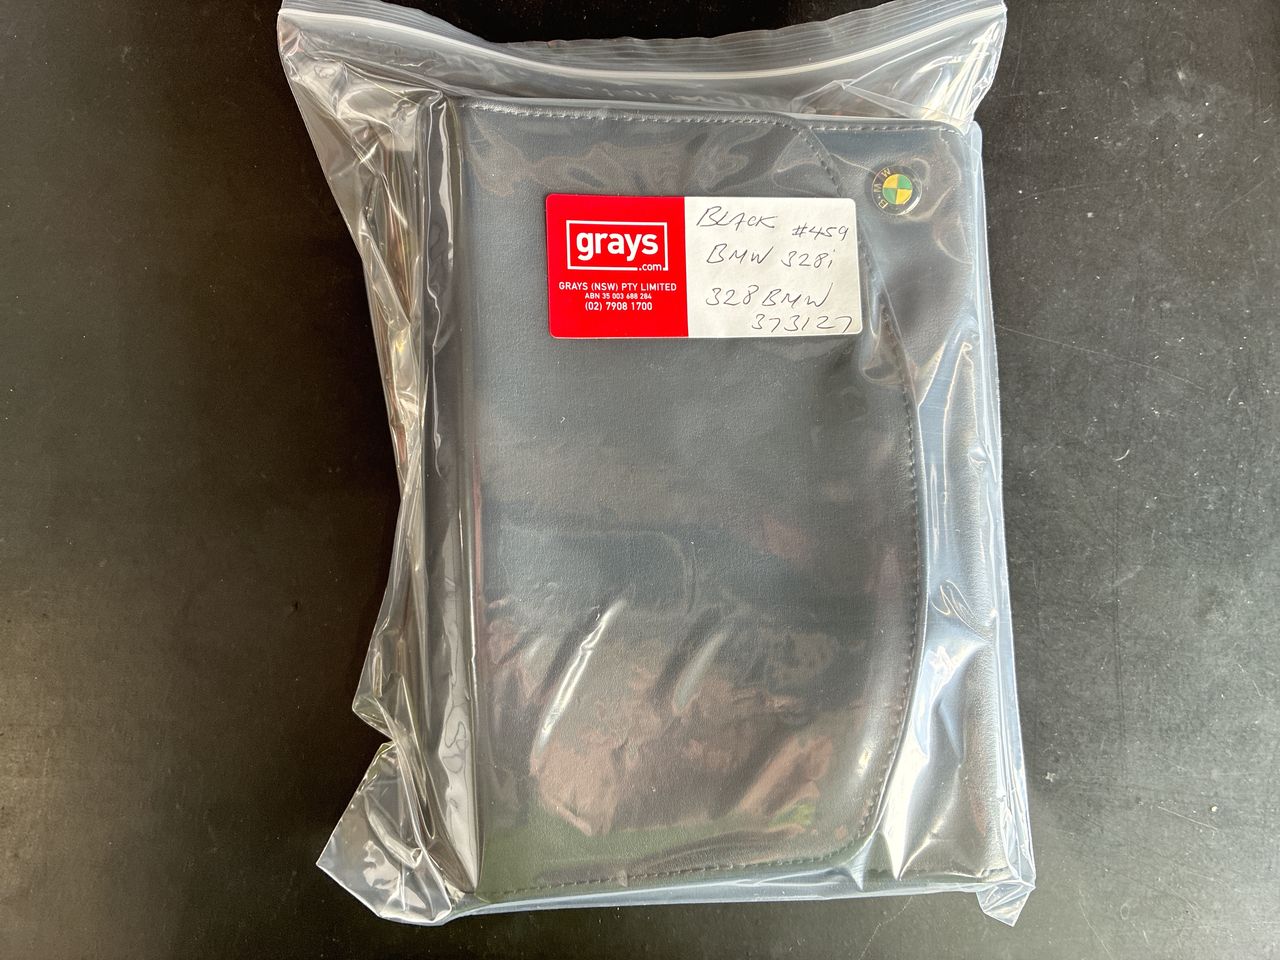 BMW
grays
.com
GRAYS (NSW) PTY LIMITED
ABN 35 003 688 284
(02) 7908 1700
BLACK #459
BMW 328i
328BMW
373127